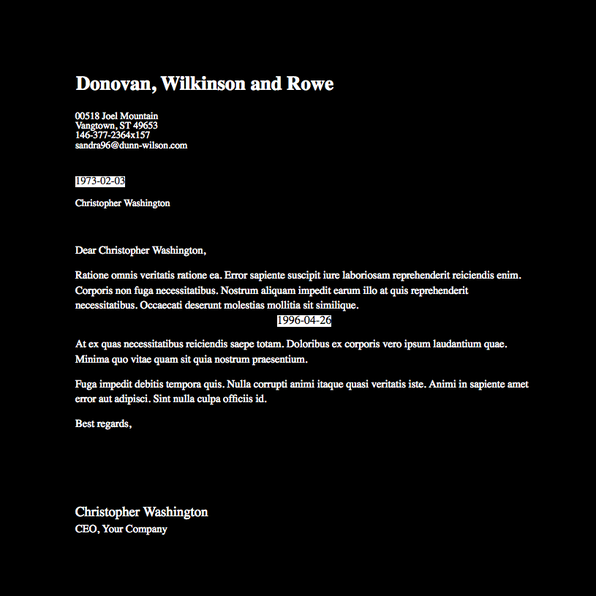 Donovan, Wilkinson and Rowe
00518 Joel Mountain
Vangtown, ST 49653
146-377-2364x157
sandra96@dunn-wilson.com
1973-02-03
Christopher Washington
Dear Christopher Washington,
Ratione omnis veritatis ratione ea. Error sapiente suscipit iure laboriosam reprehenderit reiciendis enim.
Corporis non fuga necessitatibus. Nostrum aliquam impedit earum illo at quis reprehenderit
necessitatibus. Occaecati deserunt molestias mollitia sit similique.
1996-04-26
At ex quas necessitatibus reiciendis saepe totam. Doloribus ex corporis vero ipsum laudantium quae.
Minima quo vitae quam sit quia nostrum praesentium.
Fuga impedit debitis tempora quis. Nulla corrupti animi itaque quasi veritatis iste. Animi in sapiente amet
error aut adipisci. Sint nulla culpa officiis id.
Best regards,
Christopher Washington
CEO, Your Company